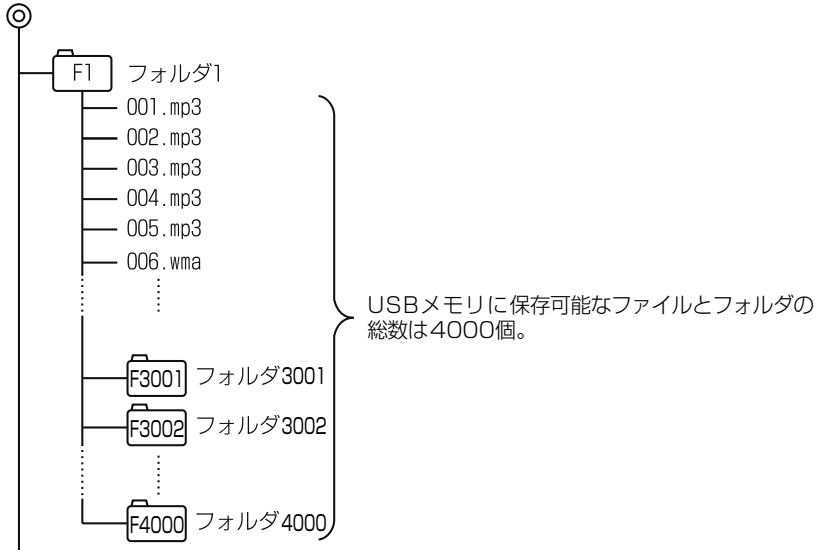 F1 フォルダ1
001.mp3
002.mp3
003.mp3
004.mp3
005.mp3
006.wma
USBメモリに保存可能なファイルとフォルダの
総数は4000個。
F3001 フォルダ3001
F3002 フォルダ3002
F4000 フォルダ4000